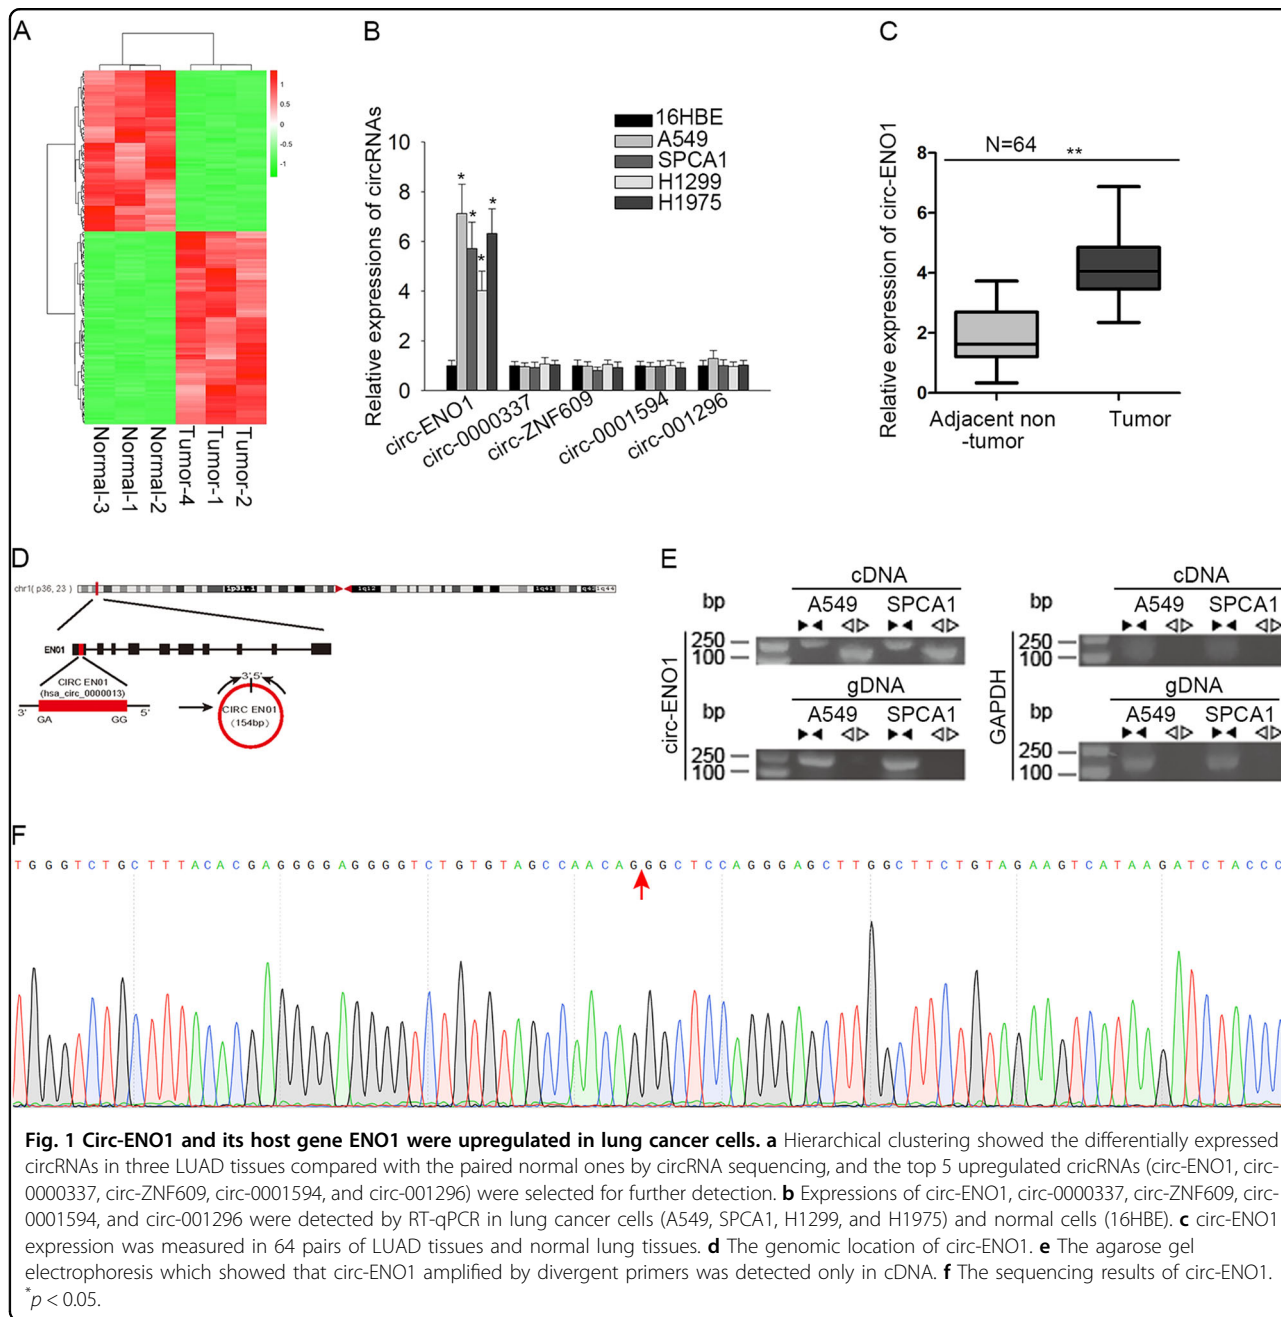 A
1
0.5
0
-0.5
-1
Normal-3
Normal-1
Normal-2
Tumor-4
Tumor-1
Tumor-2
B
Relative expressions of circRNAs
10
8
6
4
2
0
16HBE
A549
SPCA1
H1299
H1975
*
*
*
*
circ-ENO1
circ-0000337
circ-ZNF609
circ-0001594
circ-001296
C
Relative expression of circ-ENO1
8
6
4
2
0
N=64
**
Adjacent non
-tumor
Tumor
D
chr1( p36, 23 )
1p31.1
1q12
1q41
1q44
EN01
CIRC EN01
(hsa_circ_0000013)
3'
5'
GA
GG
3' 5'
CIRC EN01
(154bp)
E
circ-ENO1
cDNA
bp
A549
SPCA1
250
100
gDNA
bp
A549
SPCA1
250
100
GAPDH
cDNA
bp
A549
SPCA1
250
100
gDNA
bp
A549
SPCA1
250
100
F
T G G G T C T G C T T T A C A C G A G G G G A G G G G T C T G T G T A G C C A A C A G G G C T C C A G G G A G C T T G G C T T C T G T A G A A G T C A T A A G A T C T A C C C
Fig. 1 Circ-ENO1 and its host gene ENO1 were upregulated in lung cancer cells. a Hierarchical clustering showed the differentially expressed
circRNAs in three LUAD tissues compared with the paired normal ones by circRNA sequencing, and the top 5 upregulated cricRNAs (circ-ENO1, circ-
0000337, circ-ZNF609, circ-0001594, and circ-001296) were selected for further detection. b Expressions of circ-ENO1, circ-0000337, circ-ZNF609, circ-
0001594, and circ-001296 were detected by RT-qPCR in lung cancer cells (A549, SPCA1, H1299, and H1975) and normal cells (16HBE). c circ-ENO1
expression was measured in 64 pairs of LUAD tissues and normal lung tissues. d The genomic location of circ-ENO1. e The agarose gel
electrophoresis which showed that circ-ENO1 amplified by divergent primers was detected only in cDNA. f The sequencing results of circ-ENO1.
*p < 0.05.